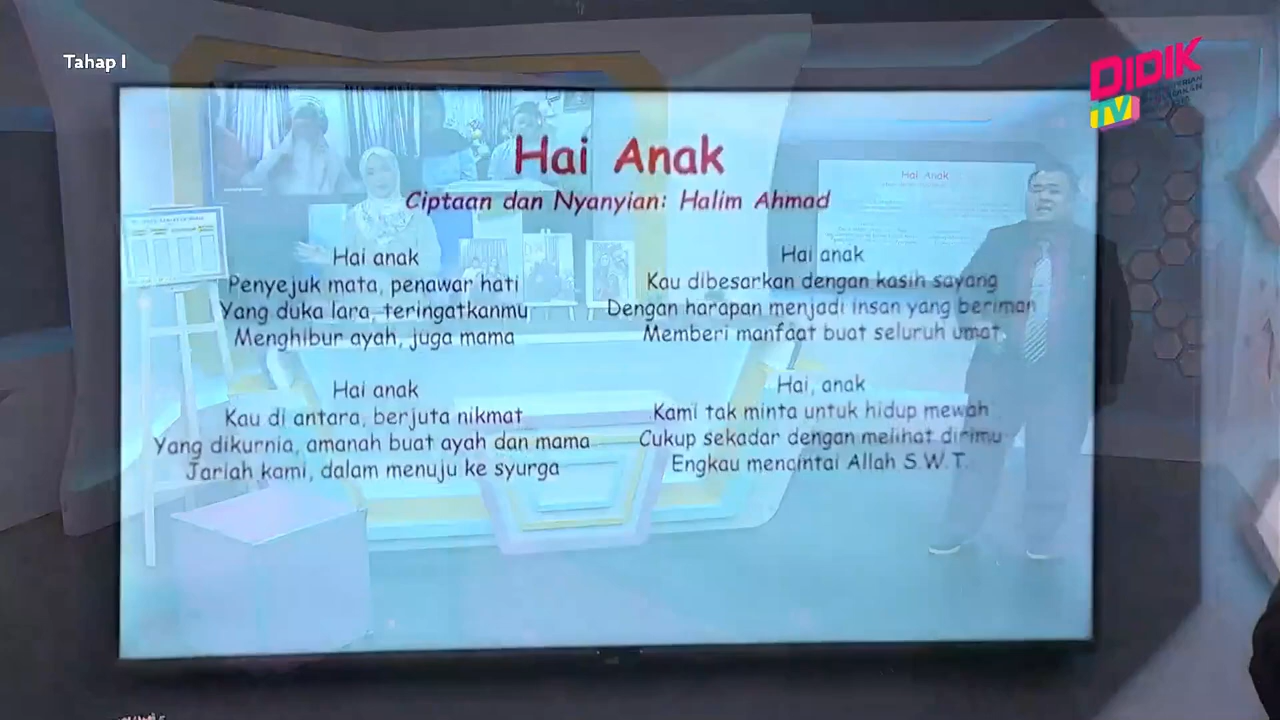 Tahap I
DIDIK
TV
Hai Anak
Ciptaan dan Nyanyian: Halim Ahmad
Hai anak
Penyejuk mata, penawar hati
Yang duka lara, teringatkanmu
Menghibur ayah, juga mama
Hai anak
Kau di antara, berjuta nikmat
Yang dikurnia, amanah buat ayah dan mama
Jariah kami, dalam menuju ke syurga
Hai anak
Kau dibesarkan dengan kasih sayang
Dengan harapan menjadi insan yang beriman
Memberi manfaat buat seluruh umat
Hai, anak
Kami tak minta untuk hidup mewah
Cukup sekadar dengan melihat dirimu
Engkau mencintai Allah S.W.T.
Hai Anak